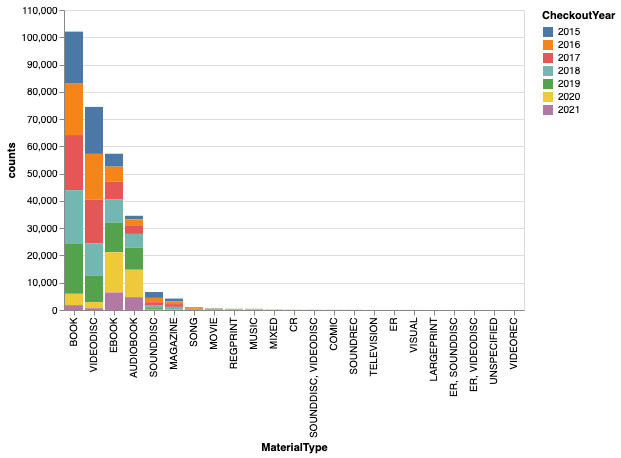 CheckoutYear
2015
2016
2017
2018
2019
2020
2021
counts
110,000
100,000
90,000
80,000
70,000
60,000
50,000
40,000
30,000
20,000
10,000
0
BOOK
VIDEODISC
EBOOK
AUDIOBOOK
SOUNDDISC
MAGAZINE
SONG
MOVIE
REGPRINT
MUSIC
MIXED
CR
SOUNDDISC, VIDEODISC
COMIC
SOUNDREC
TELEVISION
ER
VISUAL
LARGEPRINT
ER, SOUNDDISC
ER, VIDEODISC
UNSPECIFIED
VIDEOREC
MaterialType